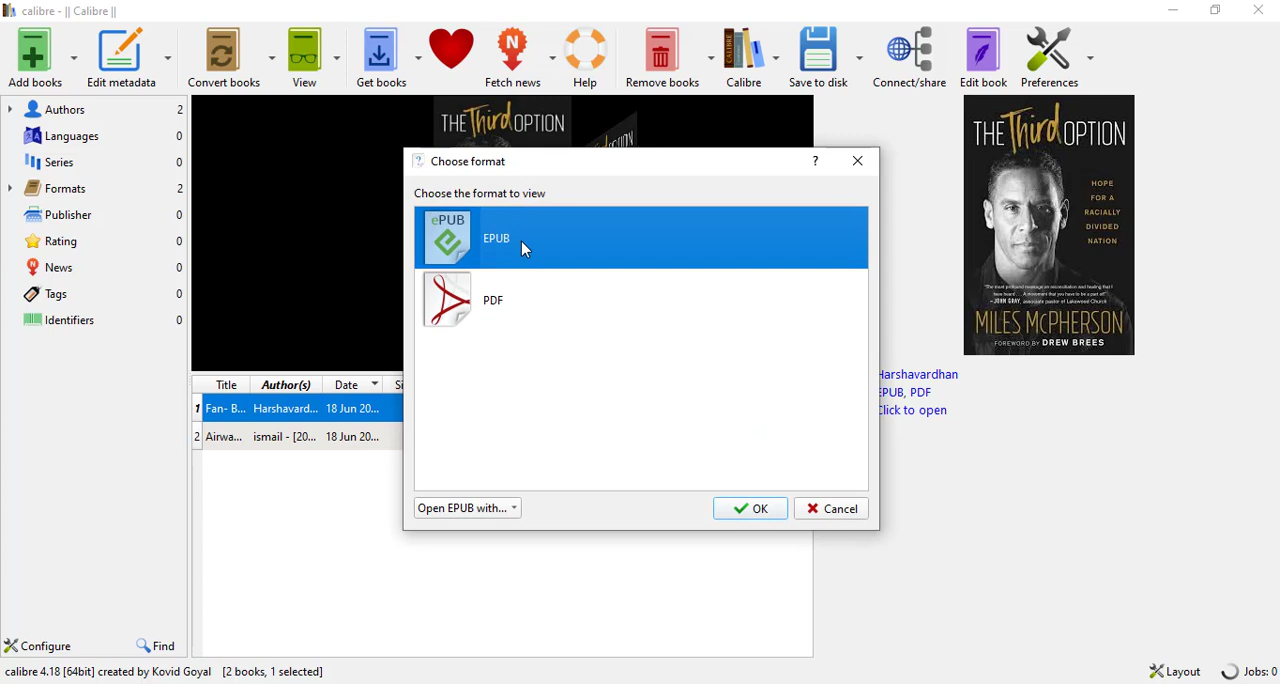 calibre - || Calibre ||
Add books
Edit metadata
Convert books
View
Get books
Fetch news
Help
Remove books
Calibre
Save to disk
Connect/share
Edit book
Preferences
Authors 2
Languages 0
Series 0
Formats 2
Publisher 0
Rating 0
News 0
Tags 0
Identifiers 0
THE Third OPTION
Choose format
?
Choose the format to view
ePUB
EPUB
PDF
Open EPUB with...
OK
Cancel
Title Author(s) Date
1 Fan- B... Harshavard... 18 Jun 20...
2 Airwa... ismail - [20... 18 Jun 20...
THE Third OPTION
HOPE
FOR A
RACIALLY
DIVIDED
NATION
MILES McPHERSON
FOREWORD BY DREW BREES
Harshavardhan
EPUB, PDF
Click to open
Configure
Find
calibre 4.18 [64bit] created by Kovid Goyal [2 books, 1 selected]
Layout
Jobs: 0